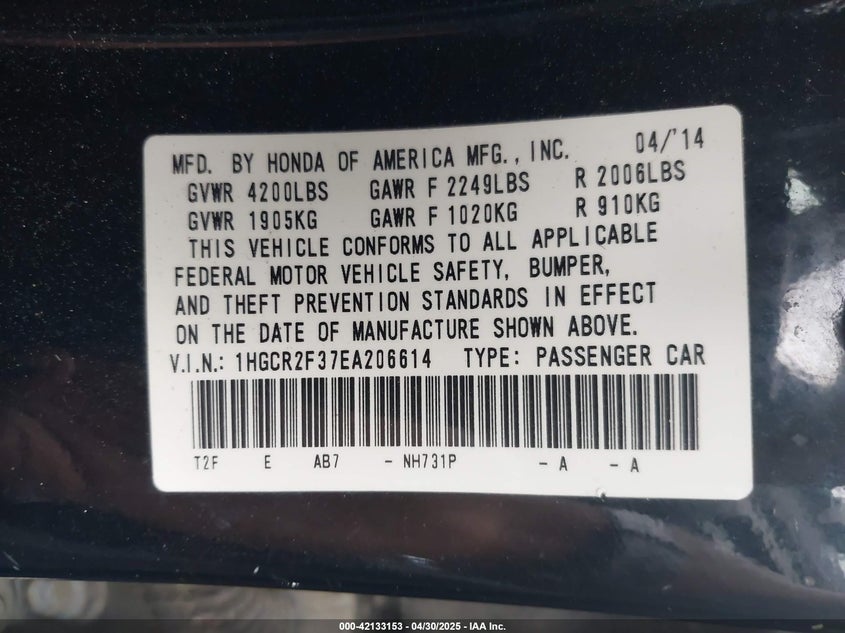 MFD. BY HONDA OF AMERICA MFG., INC. 04/'14
GVWR 4200LBS GAWR F 2249LBS R 2006LBS
GVWR 1905KG GAWR F 1020KG R 910KG
THIS VEHICLE CONFORMS TO ALL APPLICABLE
FEDERAL MOTOR VEHICLE SAFETY, BUMPER,
AND THEFT PREVENTION STANDARDS IN EFFECT
ON THE DATE OF MANUFACTURE SHOWN ABOVE.
V.I.N.: 1HGCR2F37EA206614 TYPE: PASSENGER CAR
T2F E AB7 - NH731P - A - A
000-42133153 - 04/30/2025 - IAA Inc.